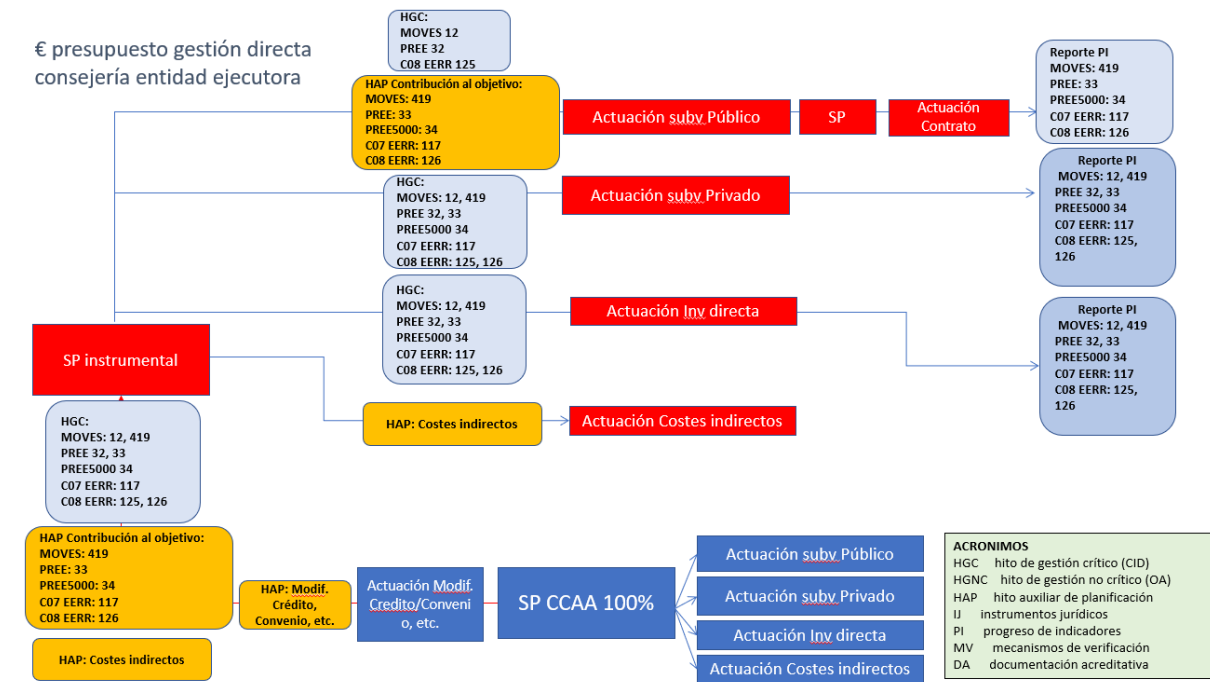 € presupuesto gestión directa
consejería entidad ejecutora
HGC:
MOVES 12
PREE 32
C08 EERR 125
HAP Contribución al objetivo:
MOVES: 419
PREE: 33
PREE5000: 34
C07 EERR: 117
C08 EERR: 126
Actuación subv Público
SP
Actuación
Contrato
Reporte PI
MOVES: 419
PREE: 33
PREE5000: 34
C07 EERR: 117
C08 EERR: 126
HGC:
MOVES: 12, 419
PREE 32, 33
PREE5000 34
C07 EERR: 117
C08 EERR: 125, 126
Actuación subv Privado
Reporte PI
MOVES: 12, 419
PREE 32, 33
PREE5000 34
C07 EERR: 117
C08 EERR: 125,
126
HGC:
MOVES: 12, 419
PREE 32, 33
PREE5000 34
C07 EERR: 117
C08 EERR: 125, 126
Actuación Inv directa
Reporte PI
MOVES: 12, 419
PREE 32, 33
PREE5000 34
C07 EERR: 117
C08 EERR: 125,
126
SP instrumental
HAP: Costes indirectos
Actuación Costes indirectos
HGC:
MOVES: 12, 419
PREE 32, 33
PREE5000 34
C07 EERR: 117
C08 EERR: 125, 126
HAP Contribución al objetivo:
MOVES: 419
PREE: 33
PREE5000: 34
C07 EERR: 117
C08 EERR: 126
HAP: Modif.
Crédito,
Convenio, etc.
Actuación Modif.
Credito/Conveni
o, etc.
SP CCAA 100%
Actuación subv Público
Actuación subv Privado
Actuación Inv directa
Actuación Costes indirectos
HAP: Costes indirectos
ACRONIMOS
HGC hito de gestión crítico (CID)
HGNC hito de gestión no crítico (OA)
HAP hito auxiliar de planificación
IJ instrumentos jurídicos
PI progreso de indicadores
MV mecanismos de verificación
DA documentación acreditativa